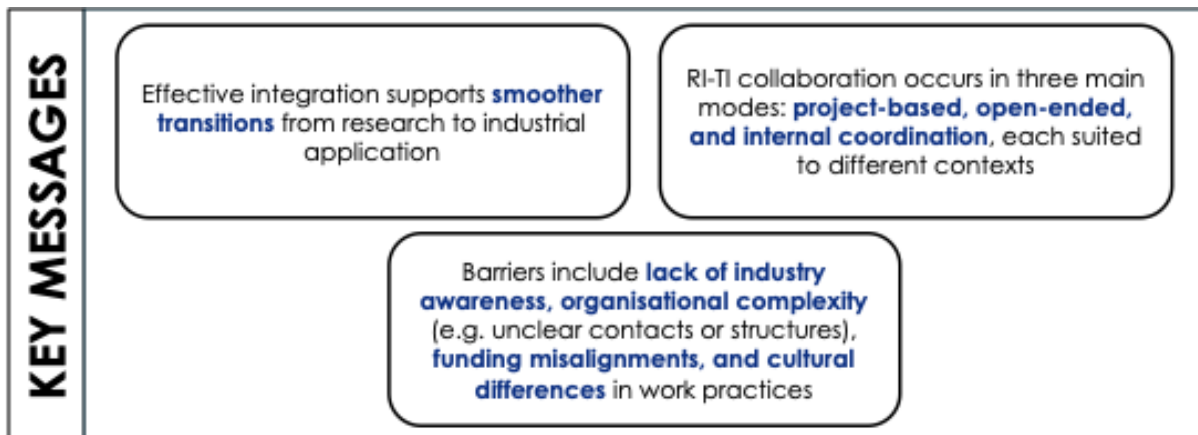 KEY MESSAGES
Effective integration supports smoother
transitions from research to industrial
application
RI-TI collaboration occurs in three main
modes: project-based, open-ended,
and internal coordination, each suited
to different contexts
Barriers include lack of industry
awareness, organisational complexity
(e.g. unclear contacts or structures),
funding misalignments, and cultural
differences in work practices